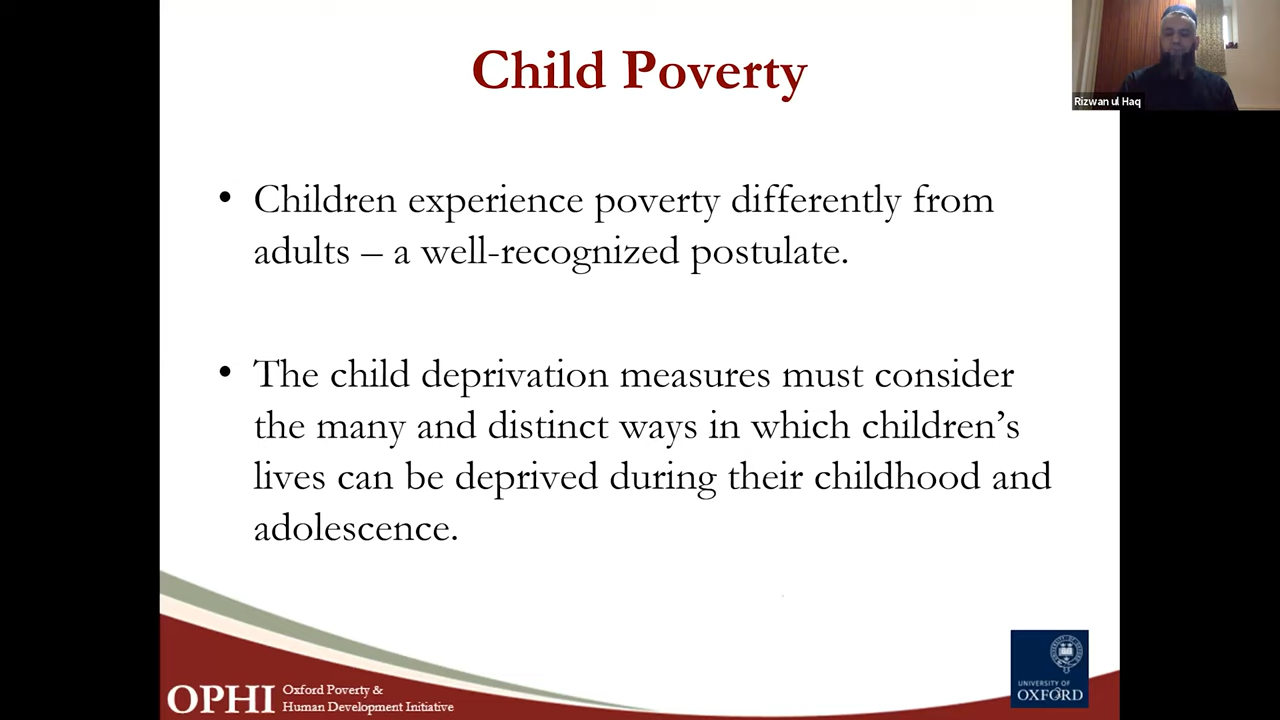 Child Poverty
Rizwan ul Haq
• Children experience poverty differently from
adults – a well-recognized postulate.
• The child deprivation measures must consider
the many and distinct ways in which children’s
lives can be deprived during their childhood and
adolescence.
OPHI
Oxford Poverty &
Human Development Initiative
UNIVERSITY OF
OXFORD